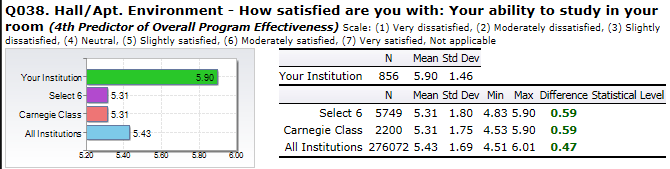 Q038. Hall/Apt. Environment - How satisfied are you with: Your ability to study in your
room (4th Predictor of Overall Program Effectiveness) Scale: (1) Very dissatisfied, (2) Moderately dissatisfied, (3) Slightly
dissatisfied, (4) Neutral, (5) Slightly satisfied, (6) Moderately satisfied, (7) Very satisfied, Not applicable
Your Institution 5.90
Select 6 5.31
Carnegie Class 5.31
All Institutions 5.43
5.20 5.40 5.60 5.80 6.00
N Mean Std Dev
Your Institution 856 5.90 1.46
N Mean Std Dev Min Max Difference Statistical Level
Select 6 5749 5.31 1.80 4.83 5.90 0.59
Carnegie Class 2200 5.31 1.75 4.53 5.90 0.59
All Institutions 276072 5.43 1.69 4.51 6.01 0.47